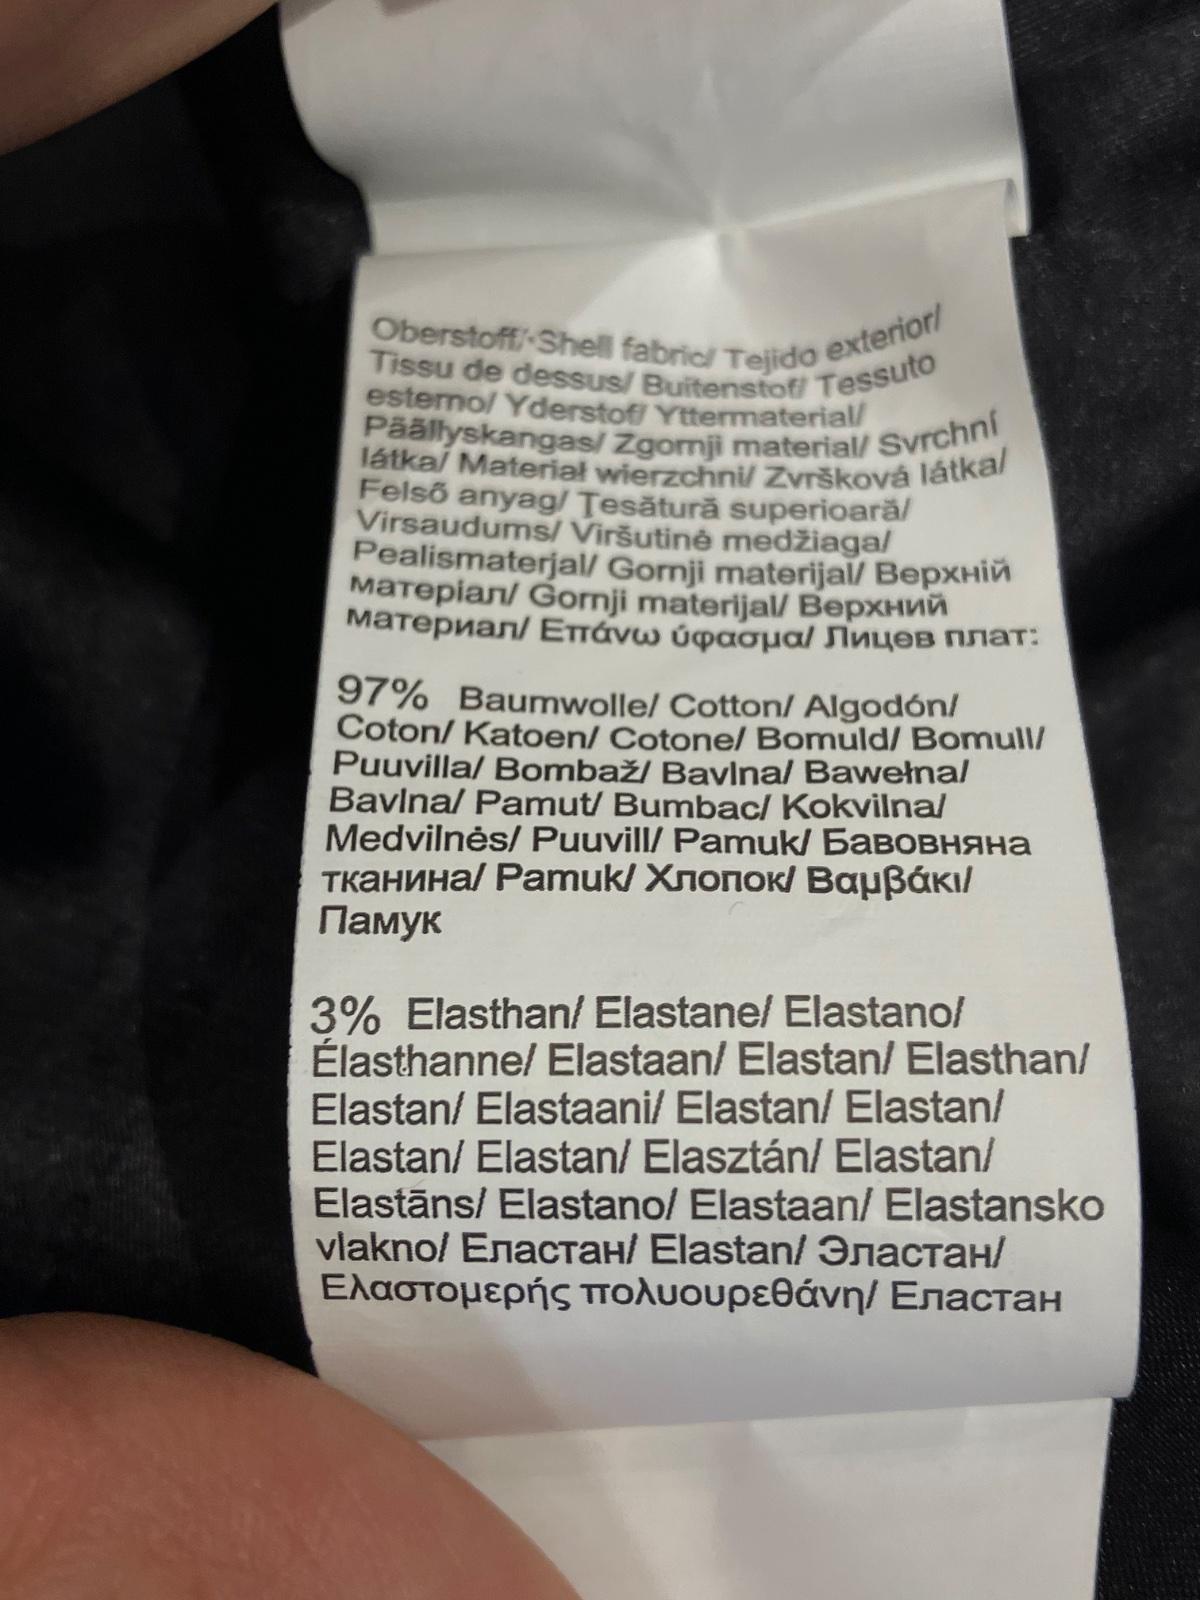 Oberstoff/ Shell fabric/ Tejido exterior/
Tissu de dessus/ Buitenstof/ Tessuto
esterno/ Yderstof/ Yttermaterial/
Päällyskangas/ Zgornji material/ Svrchní
látka/ Materiał wierzchni/ Zvršková látka/
Felső anyag/ Țesătură superioară/
Virsaudums/ Viršutinė medžiaga/
Pealismaterjal/ Gornji materijal/ Верхній
матеріал/ Gornji materijal/ Верхний
материал/ Επάνω ύφασμα/ Лицев плат:
97% Baumwolle/ Cotton/ Algodón/
Coton/ Katoen/ Cotone/ Bomuld/ Bomull/
Puuvilla/ Bombaž/ Bavlna/ Bawełna/
Bavlna/ Pamut/ Bumbac/ Kokvilna/
Medvilnės/ Puuvill/ Pamuk/ Бавовняна
тканина/ Pamuk/ Хлопок/ Βαμβάκι/
Памук
3% Elasthan/ Elastane/ Elastano/
Élasthanne/ Elastaan/ Elastan/ Elasthan/
Elastan/ Elastaani/ Elastan/ Elastan/
Elastan/ Elastan/ Elasztán/ Elastan/
Elastāns/ Elastano/ Elastaan/ Elastansko
vlakno/ Еластан/ Elastan/ Эластан/
Ελαστομερής πολυουρεθάνη/ Еластан